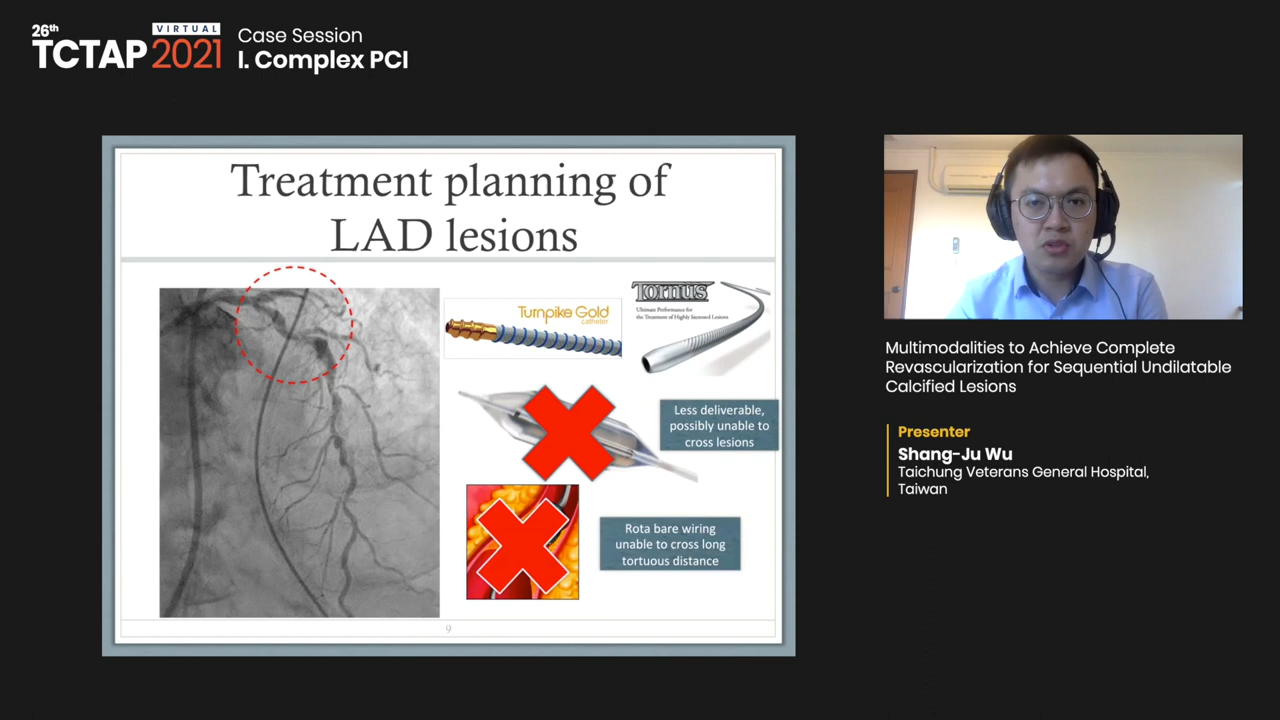 26th
VIRTUAL
TCTAP 2021
Case Session
I. Complex PCI
Treatment planning of
LAD lesions
Turnpike Gold
catheter
Tornus
Ultimate Performance for
the Treatment of Highly Stenosed Lesions
Less deliverable,
possibly unable to
cross lesions
Rota bare wiring
unable to cross long
tortuous distance
9
Multimodalities to Achieve Complete
Revascularization for Sequential Undilatable
Calcified Lesions
Presenter
Shang-Ju Wu
Taichung Veterans General Hospital,
Taiwan